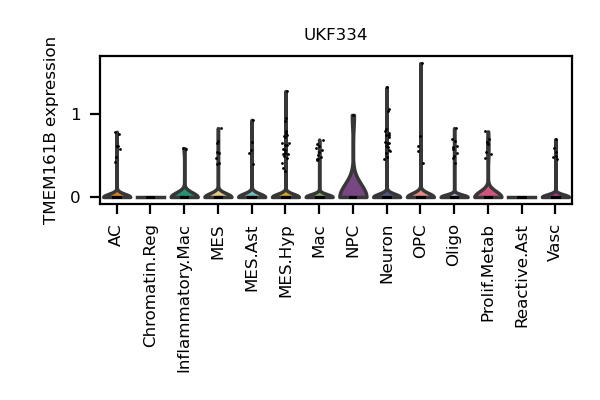 UKF334
TMEM161B expression
1
0
AC
Chromatin.Reg
Inflammatory.Mac
MES
MES.Ast
MES.Hyp
Mac
NPC
Neuron
OPC
Oligo
Prolif.Metab
Reactive.Ast
Vasc